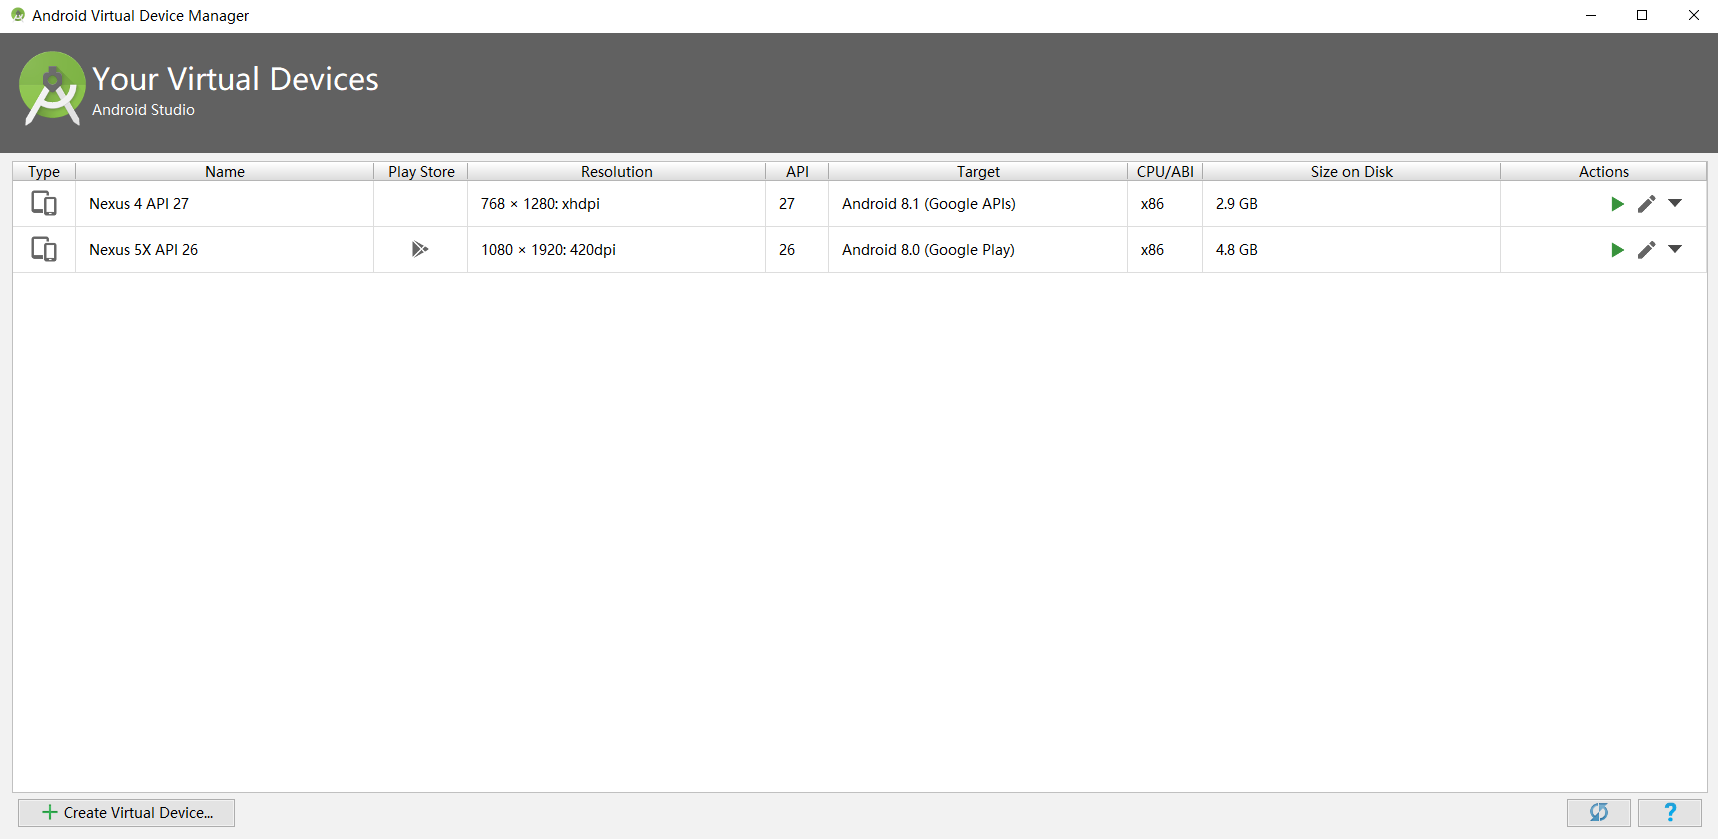 Android Virtual Device Manager
Your Virtual Devices
Android Studio
Type Name Play Store Resolution API Target CPU/ABI Size on Disk Actions
Nexus 4 API 27 768 × 1280: xhdpi 27 Android 8.1 (Google APIs) x86 2.9 GB
Nexus 5X API 26 1080 × 1920: 420dpi 26 Android 8.0 (Google Play) x86 4.8 GB
Create Virtual Device...
?